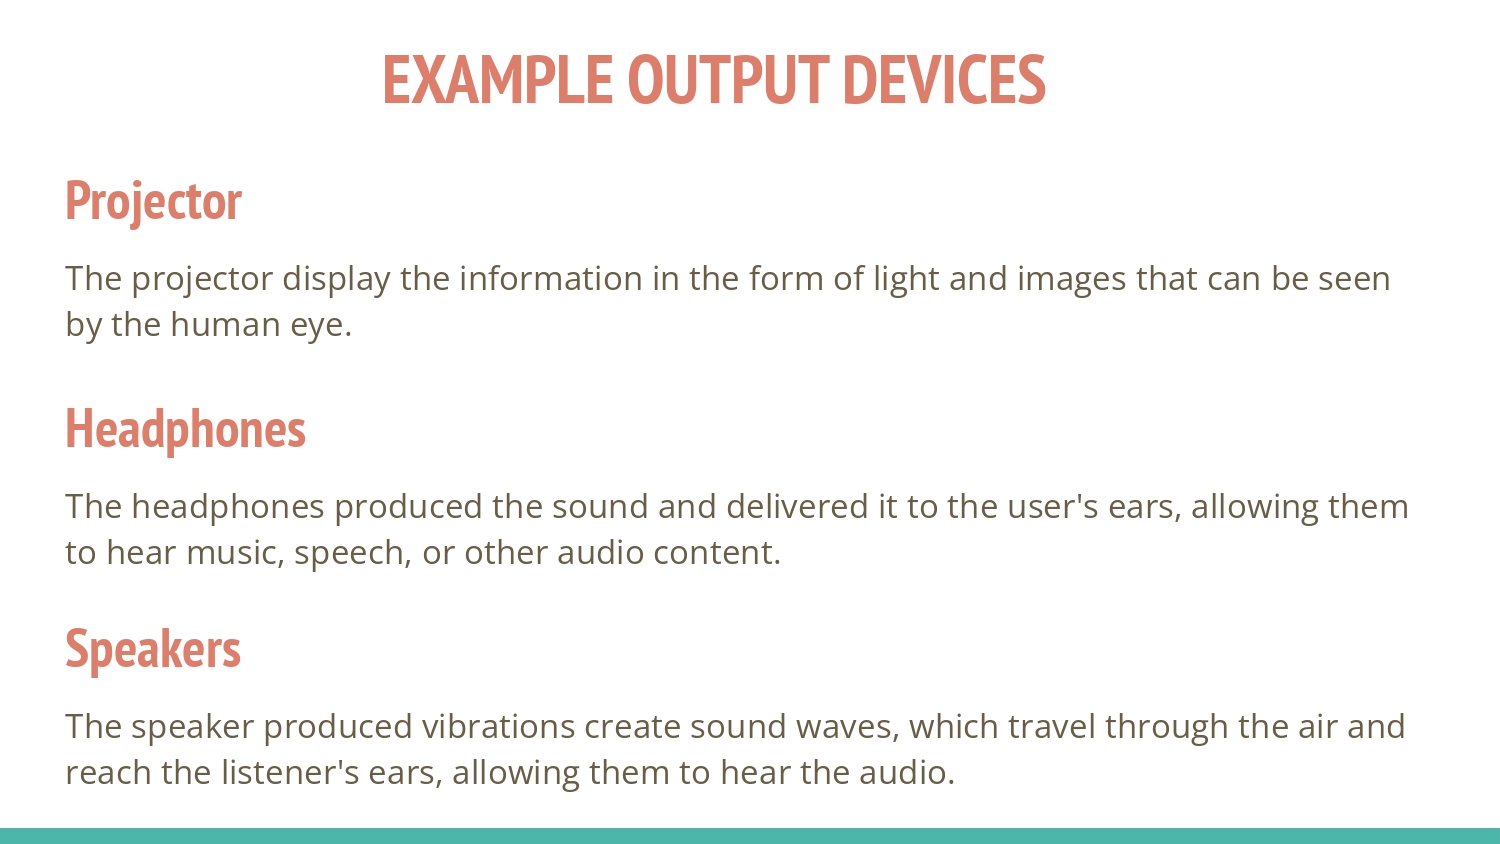 EXAMPLE OUTPUT DEVICES
Projector
The projector display the information in the form of light and images that can be seen
by the human eye.
Headphones
The headphones produced the sound and delivered it to the user's ears, allowing them
to hear music, speech, or other audio content.
Speakers
The speaker produced vibrations create sound waves, which travel through the air and
reach the listener's ears, allowing them to hear the audio.